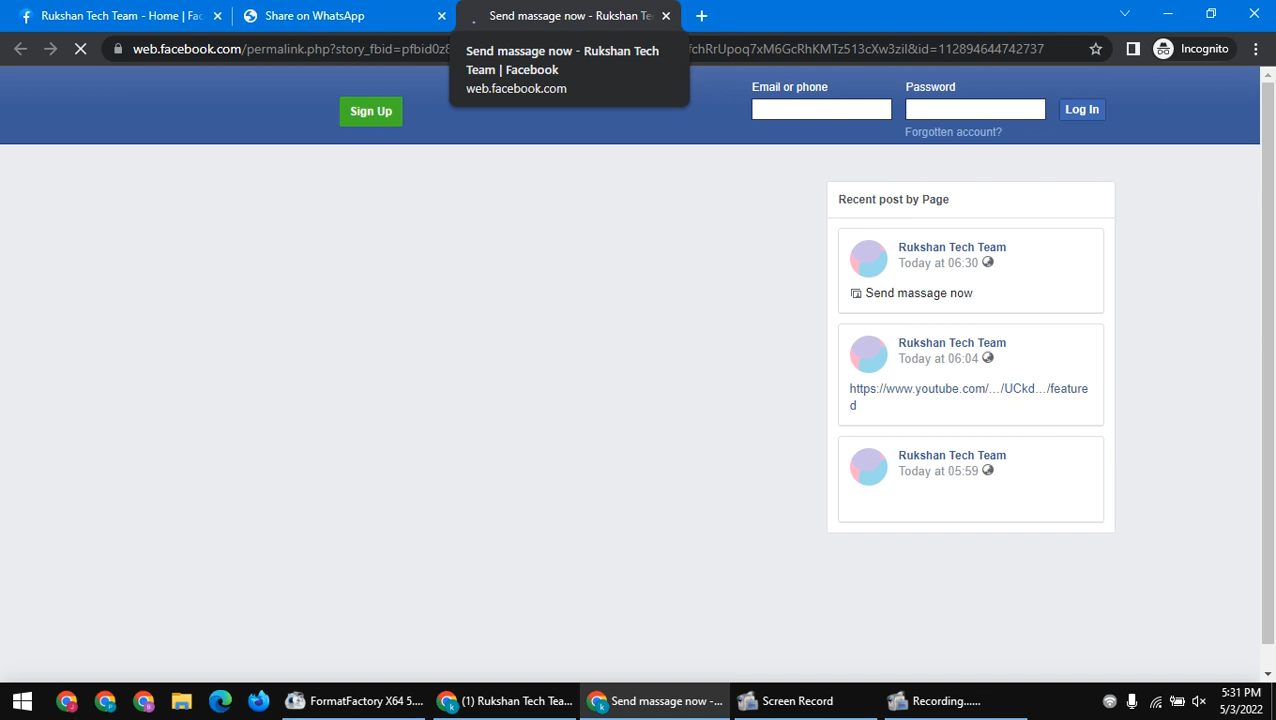 Rukshan Tech Team - Home | Fac
Share on WhatsApp
Send massage now - Rukshan Te
web.facebook.com/permalink.php?story_fbid=pfbid0z8
fchRrUpoq7xM6GcRhKMTz513cXw3ziI&id=112894644742737
Incognito
Send massage now - Rukshan Tech
Team | Facebook
web.facebook.com
Sign Up
Email or phone
Password
Log In
Forgotten account?
Recent post by Page
Rukshan Tech Team
Today at 06:30
Send massage now
Rukshan Tech Team
Today at 06:04
https://www.youtube.com/…/UCkd…/feature
d
Rukshan Tech Team
Today at 05:59
FormatFactory X64 5....
(1) Rukshan Tech Tea...
Send massage now -...
Screen Record
Recording......
5:31 PM
5/3/2022